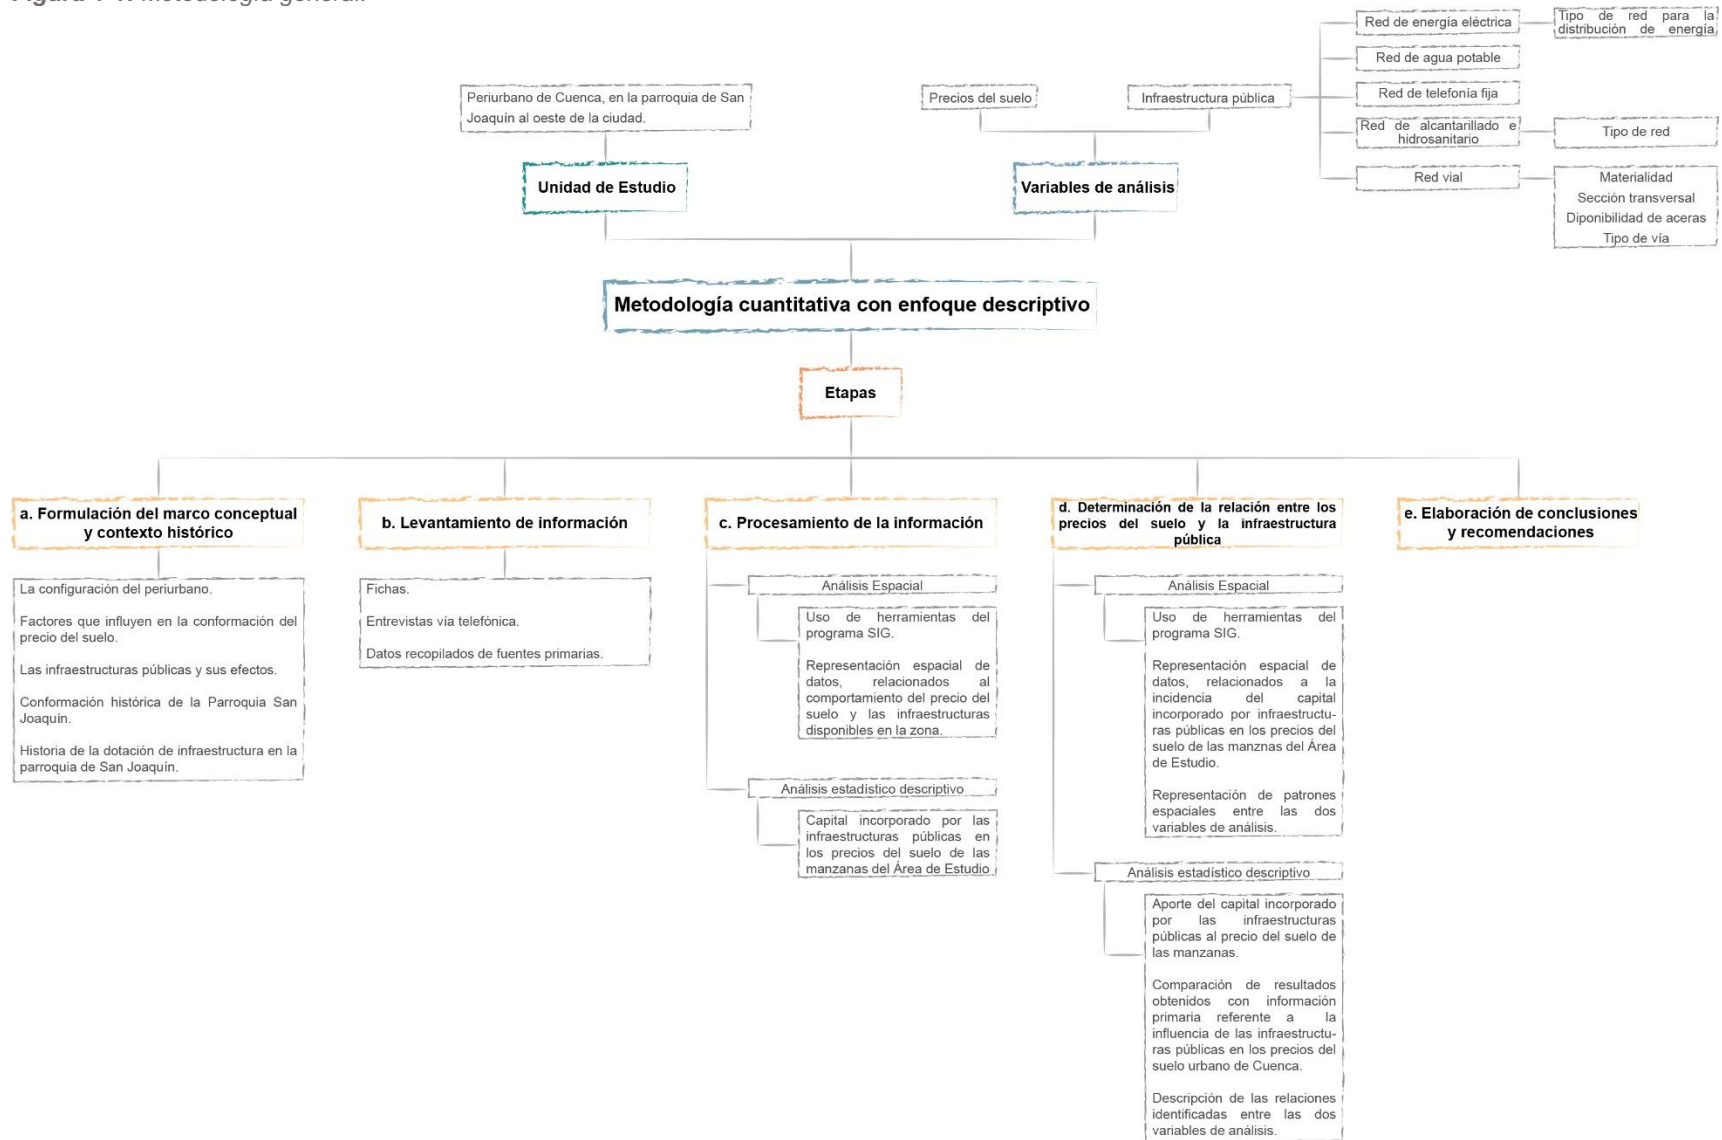 Red de energía eléctrica
Tipo de red para la
distribución de energía
Red de agua potable
Periurbano de Cuenca, en la parroquia de San
Joaquín al oeste de la ciudad.
Precios del suelo
Infraestructura pública
Red de telefonía fija
Red de alcantarillado e
hidrosanitario
Tipo de red
Red vial
Materialidad
Sección transversal
Diponibilidad de aceras
Tipo de vía
Unidad de Estudio
Variables de análisis
Metodología cuantitativa con enfoque descriptivo
Etapas
a. Formulación del marco conceptual
y contexto histórico
La configuración del periurbano.
Factores que influyen en la conformación del
precio del suelo.
Las infraestructuras públicas y sus efectos.
Conformación histórica de la Parroquia San
Joaquín.
Historia de la dotación de infraestructura en la
parroquia de San Joaquín.
b. Levantamiento de información
Fichas.
Entrevistas vía telefónica.
Datos recopilados de fuentes primarias.
c. Procesamiento de la información
Análisis Espacial
Uso de herramientas del
programa SIG.
Representación espacial de
datos, relacionados al
comportamiento del precio del
suelo y las infraestructuras
disponibles en la zona.
Análisis estadístico descriptivo
Capital incorporado por las
infraestructuras públicas en
los precios del suelo de las
manzanas del Área de Estudio
d. Determinación de la relación entre los
precios del suelo y la infraestructura
pública
Análisis Espacial
Uso de herramientas del
programa SIG.
Representación espacial de
datos, relacionados a la
incidencia del capital
incorporado por infraestructu-
ras públicas en los precios del
suelo de las manznas del Área
de Estudio.
Representación de patrones
espaciales entre las dos
variables de análisis.
Análisis estadístico descriptivo
Aporte del capital incorporado
por las infraestructuras
públicas al precio del suelo de
las manzanas.
Comparación de resultados
obtenidos con información
primaria referente a la
influencia de las infraestructu-
ras públicas en los precios del
suelo urbano de Cuenca.
Descripción de las relaciones
identificadas entre las dos
variables de análisis.
e. Elaboración de conclusiones
y recomendaciones